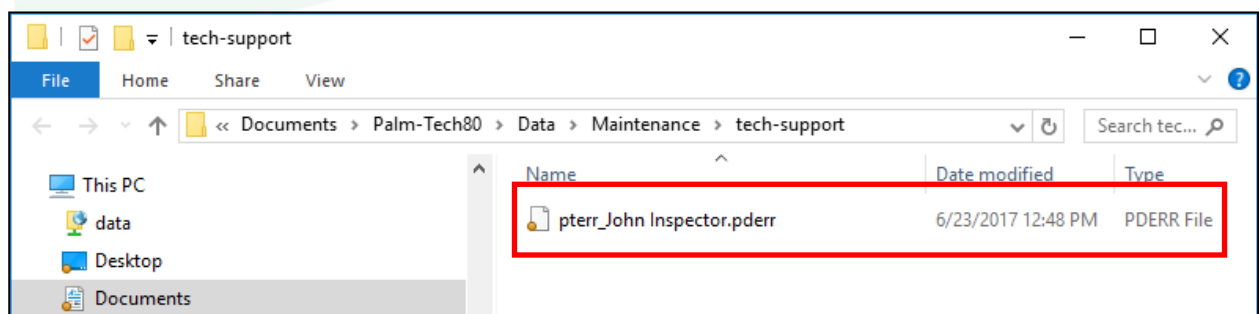 tech-support
File Home Share View
« Documents > Palm-Tech80 > Data > Maintenance > tech-support Search tec...
This PC
Name Date modified Type
data
pterr_John Inspector.pderr 6/23/2017 12:48 PM PDERR File
Desktop
Documents